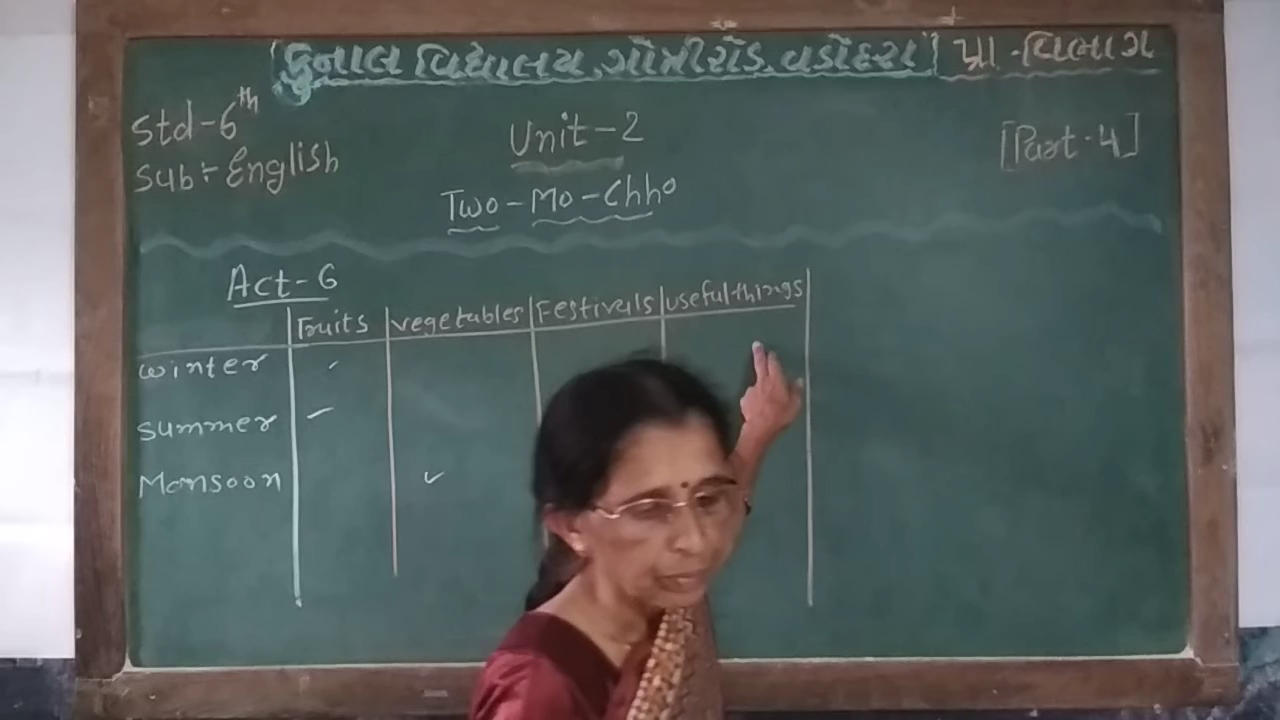 કુનાલ વિદ્યાલય, ગોત્રીરોડ, વડોદરા પ્રા.વિભાગ
Std-6th
Sub:- English
Unit-2
[Part-4]
Two-Mo-Chho
Act-6
Fruits vegetables Festivals useful things
winter
summer
Monsoon